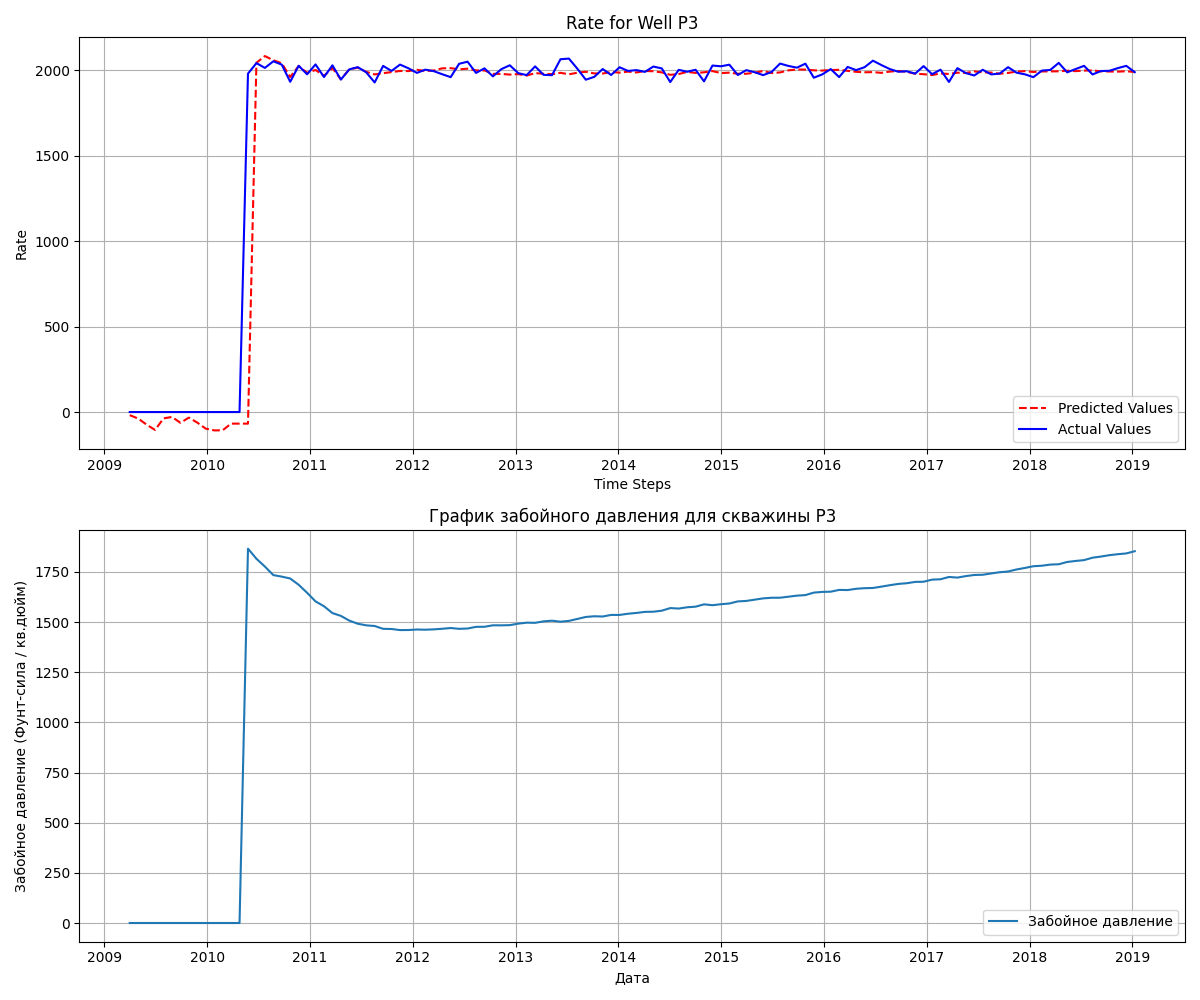 Rate for Well P3
Rate
2000
1500
1000
500
0
Predicted Values
Actual Values
2009 2010 2011 2012 2013 2014 2015 2016 2017 2018 2019
Time Steps
График забойного давления для скважины P3
Забойное давление (Фунт-сила / кв.дюйм)
1750
1500
1250
1000
750
500
250
0
Забойное давление
2009 2010 2011 2012 2013 2014 2015 2016 2017 2018 2019
Дата